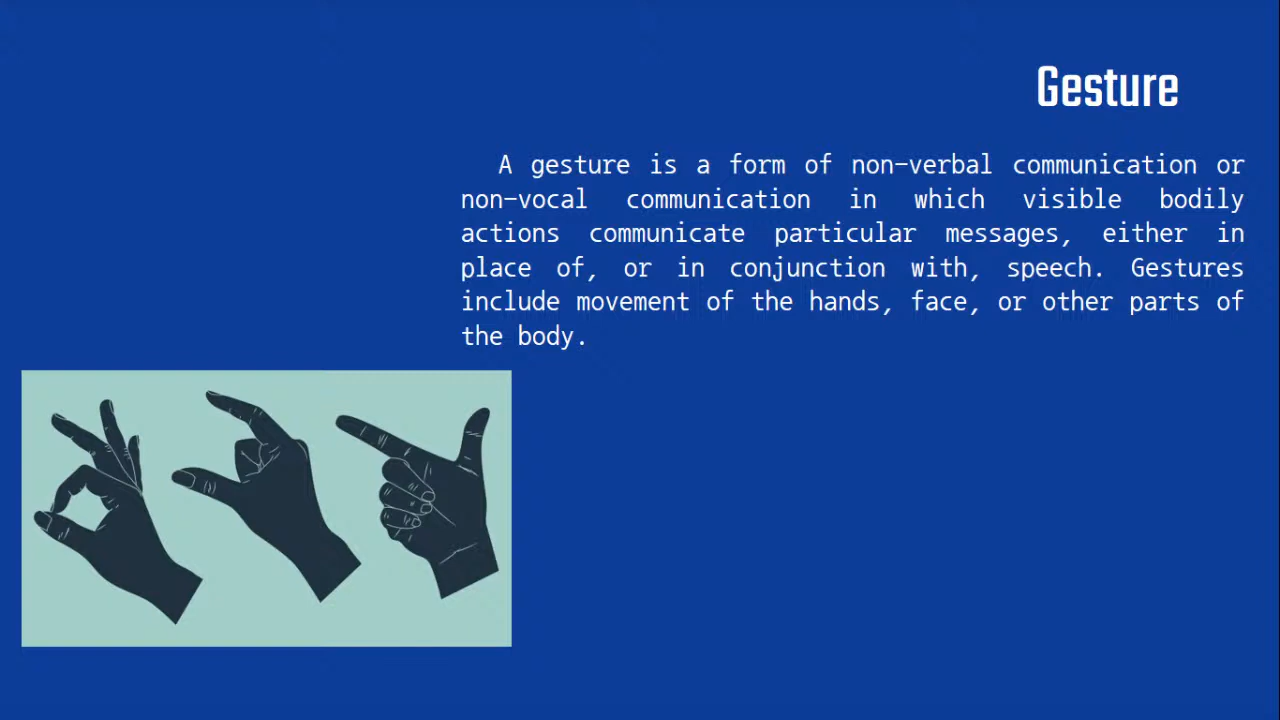 Gesture
A gesture is a form of non-verbal communication or
non-vocal communication in which visible bodily
actions communicate particular messages, either in
place of, or in conjunction with, speech. Gestures
include movement of the hands, face, or other parts of
the body.